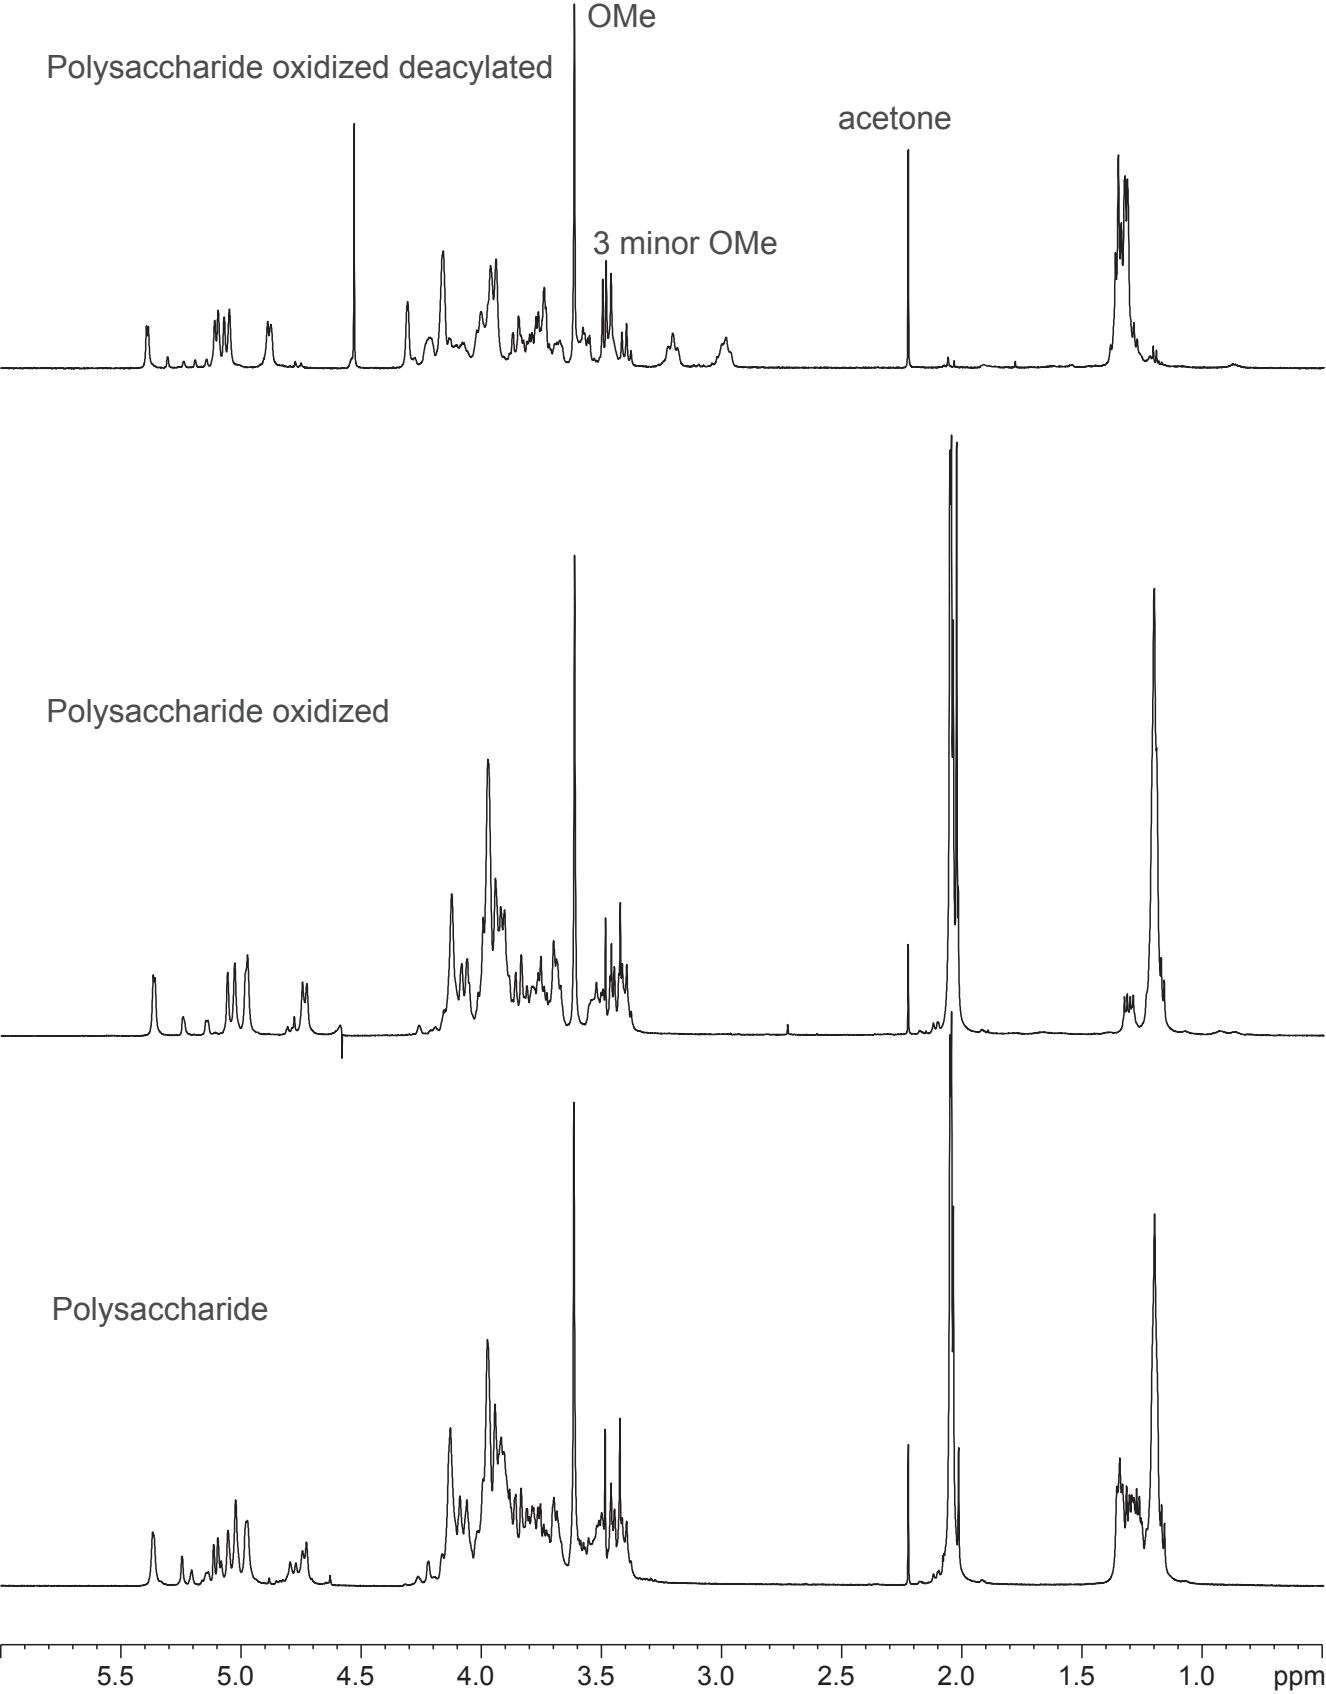 OMe
Polysaccharide oxidized deacylated
acetone
3 minor OMe
Polysaccharide oxidized
Polysaccharide
5.5 5.0 4.5 4.0 3.5 3.0 2.5 2.0 1.5 1.0 ppm